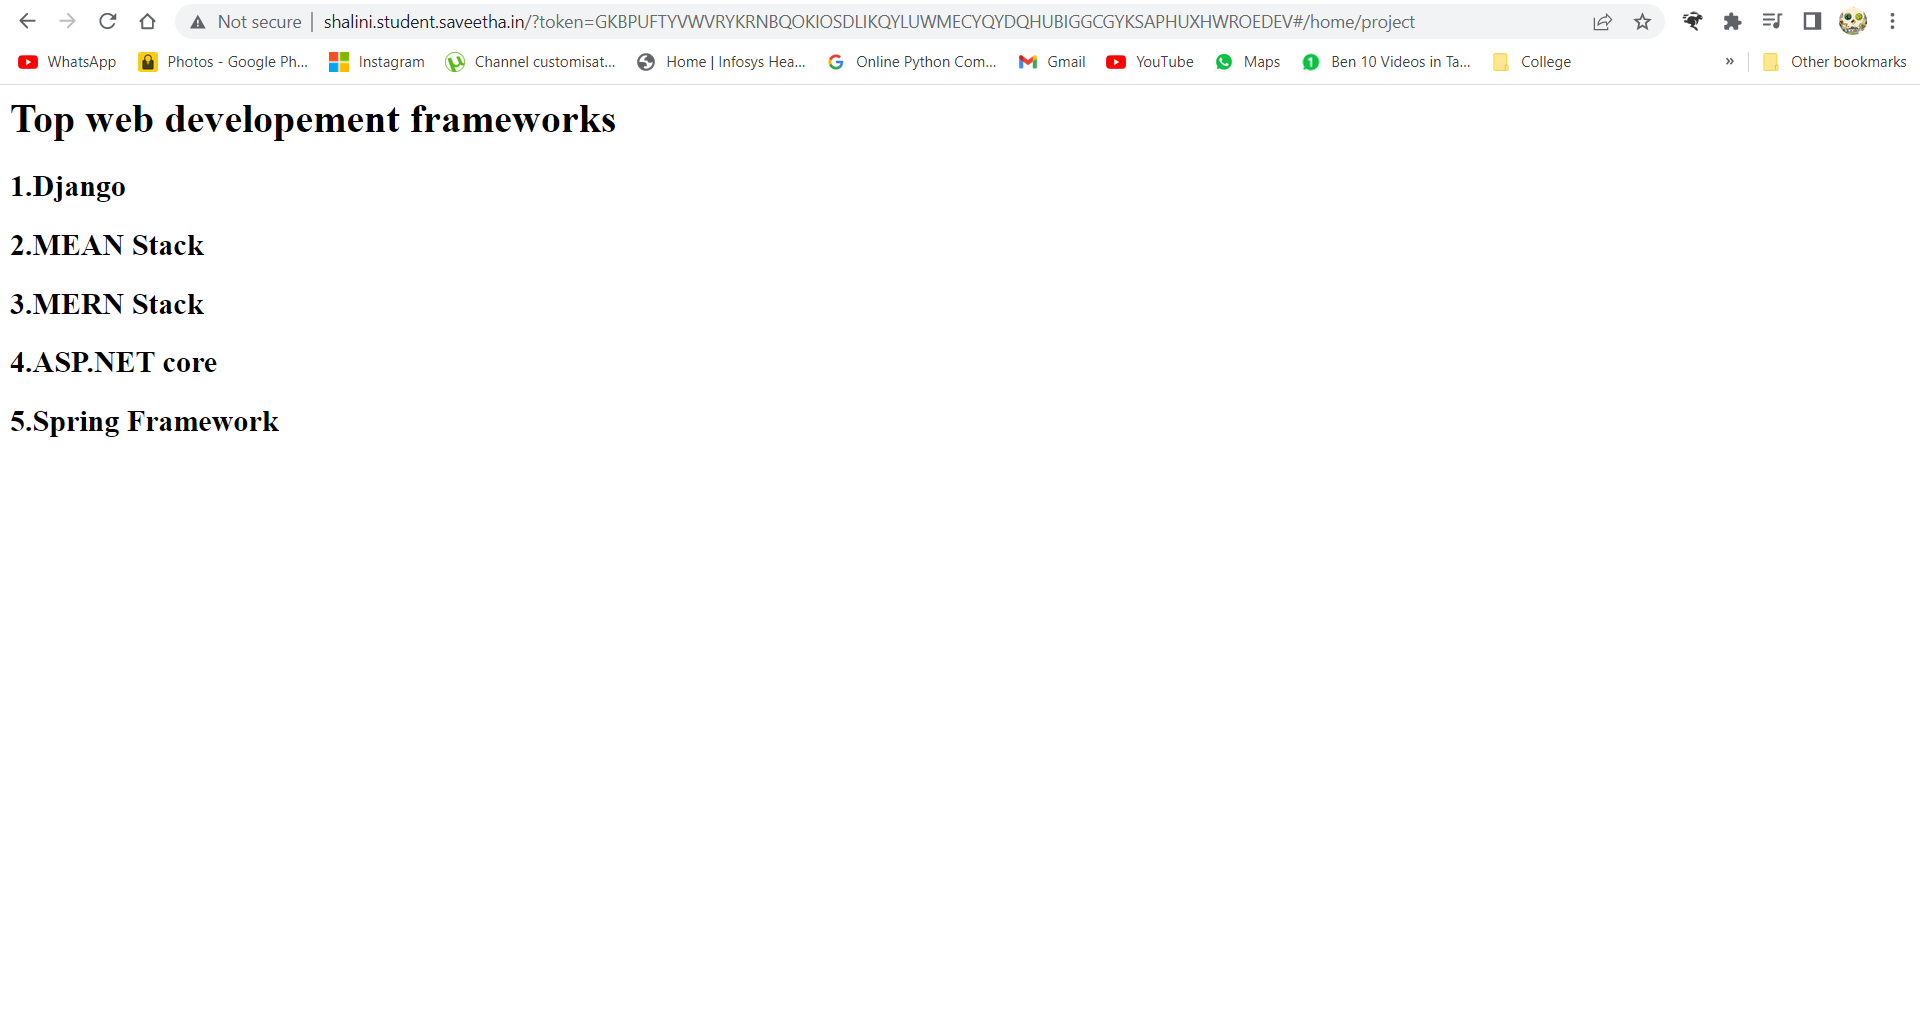 Not secure | shalini.student.saveetha.in/?token=GKBPUFTYVWVRYKRNBQOKIOSDLIKQYLUWMECYQYDQHUBIGGCGYKSAPHUXHWROEDEV#/home/project
WhatsApp Photos - Google Ph... Instagram Channel customisat... Home | Infosys Hea... Online Python Com... Gmail YouTube Maps 1 Ben 10 Videos in Ta... College » Other bookmarks
Top web developement frameworks
1.Django
2.MEAN Stack
3.MERN Stack
4.ASP.NET core
5.Spring Framework